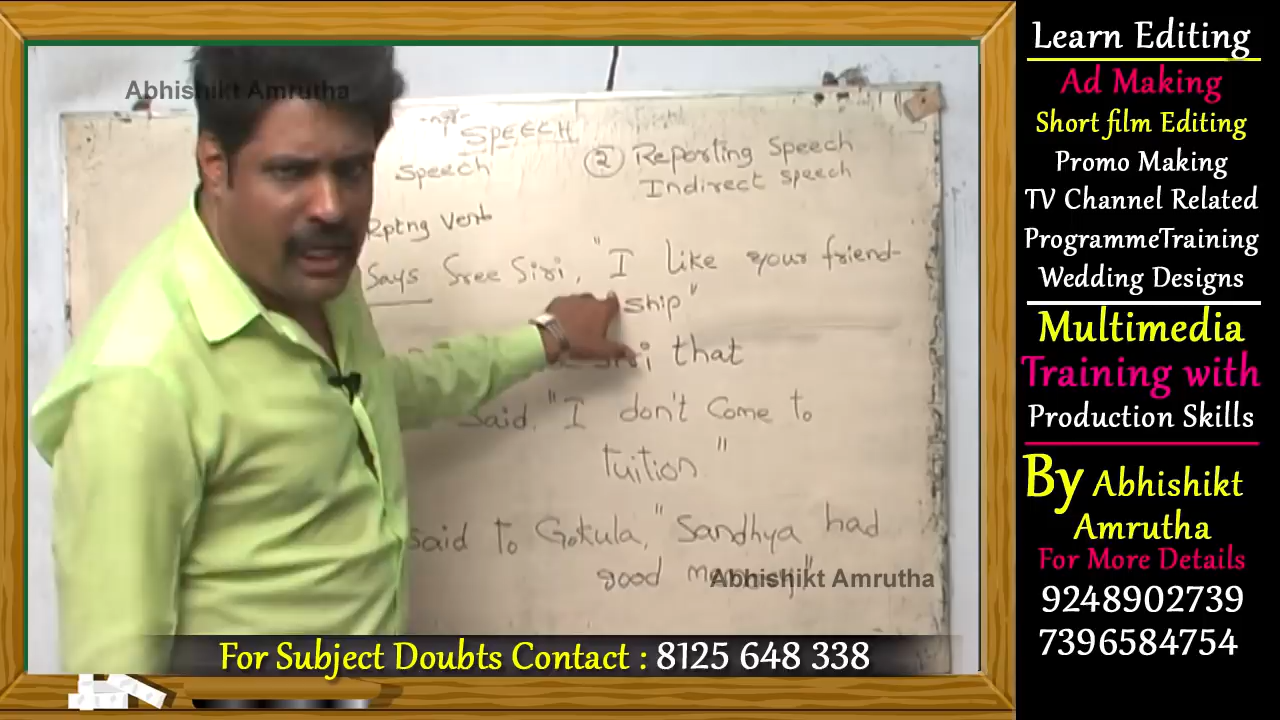 Abhishikt Amrutha
SPEECH
Speech
② Reporting Speech
Indirect speech
Rptng Verb
Says Sree Siri, "I like your friend-
ship"
Siri that
Said. "I don't Come to
Tuition"
said to Gokula, "Sandhya had
good
Abhishikt Amrutha
For Subject Doubts Contact : 8125 648 338
Learn Editing
Ad Making
Short film Editing
Promo Making
TV Channel Related
ProgrammeTraining
Wedding Designs
Multimedia
Training with
Production Skills
By Abhishikt
Amrutha
For More Details
9248902739
7396584754